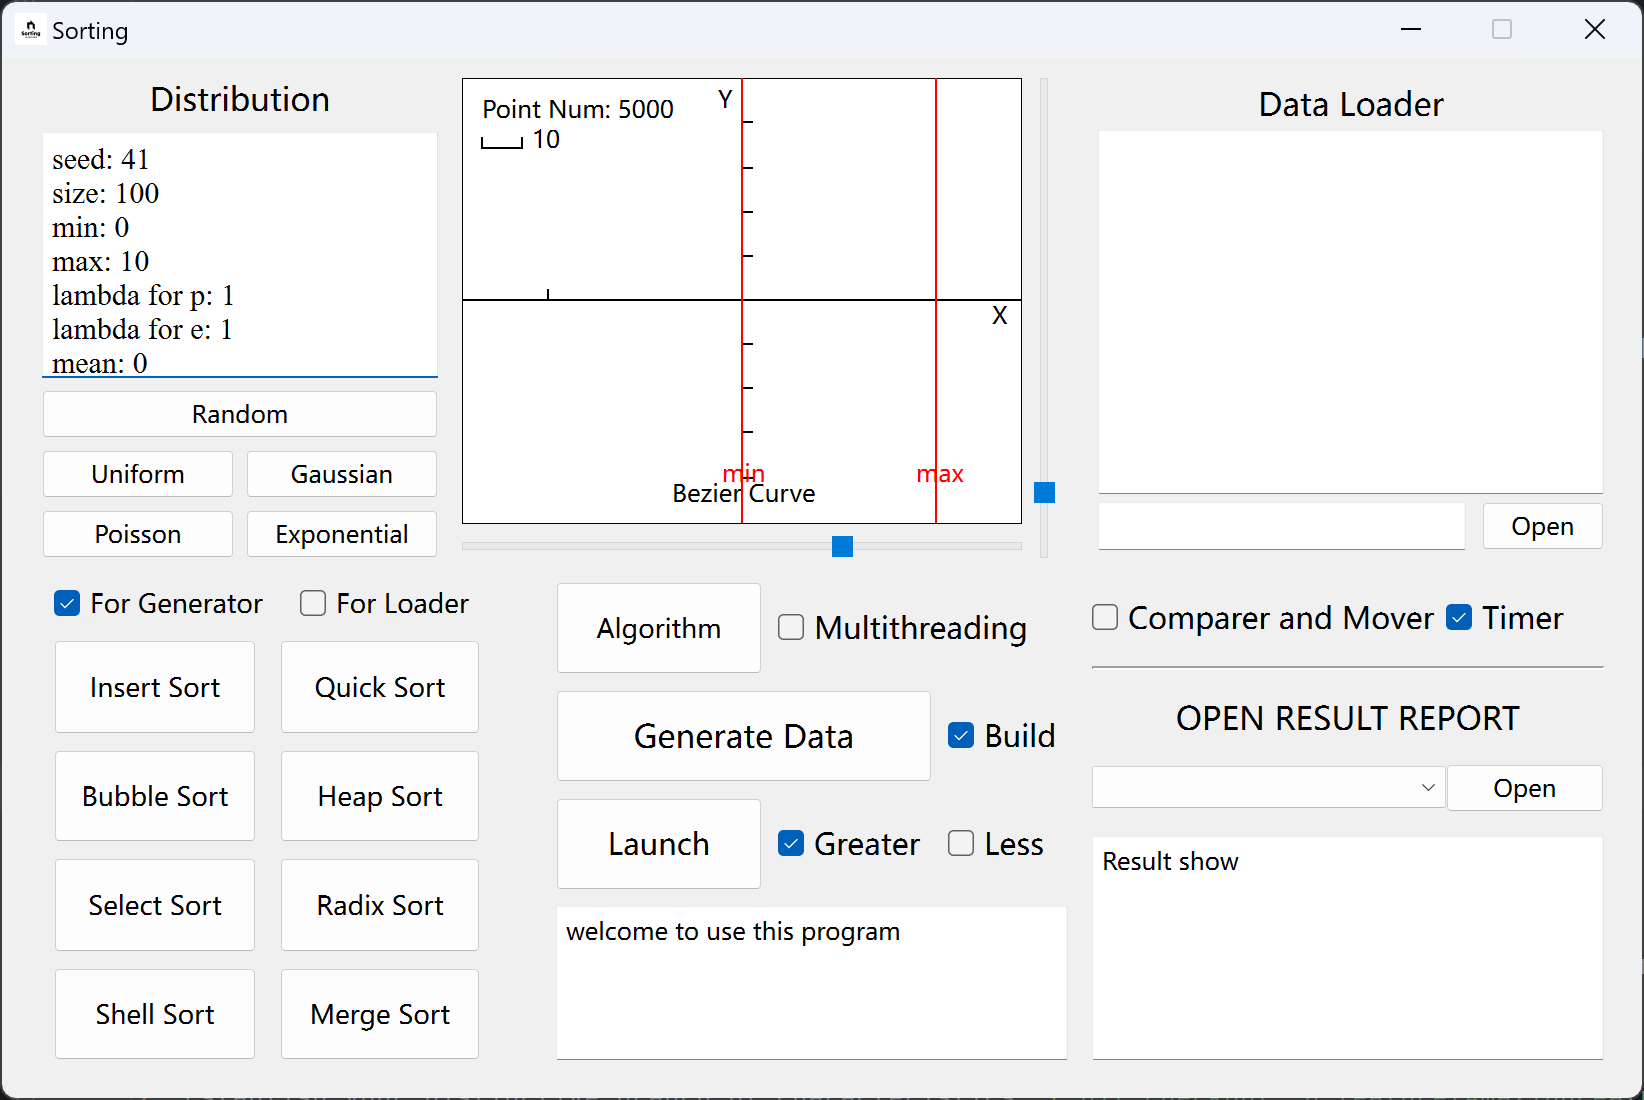 Sorting
Sorting
Distribution
seed: 41
size: 100
min: 0
max: 10
lambda for p: 1
lambda for e: 1
mean: 0
Random
Uniform
Gaussian
Poisson
Exponential
Point Num: 5000
10
Y
X
min
max
Bezier Curve
Data Loader
Open
For Generator
For Loader
Insert Sort
Quick Sort
Bubble Sort
Heap Sort
Select Sort
Radix Sort
Shell Sort
Merge Sort
Algorithm
Multithreading
Generate Data
Build
Launch
Greater
Less
welcome to use this program
Comparer and Mover
Timer
OPEN RESULT REPORT
Open
Result show